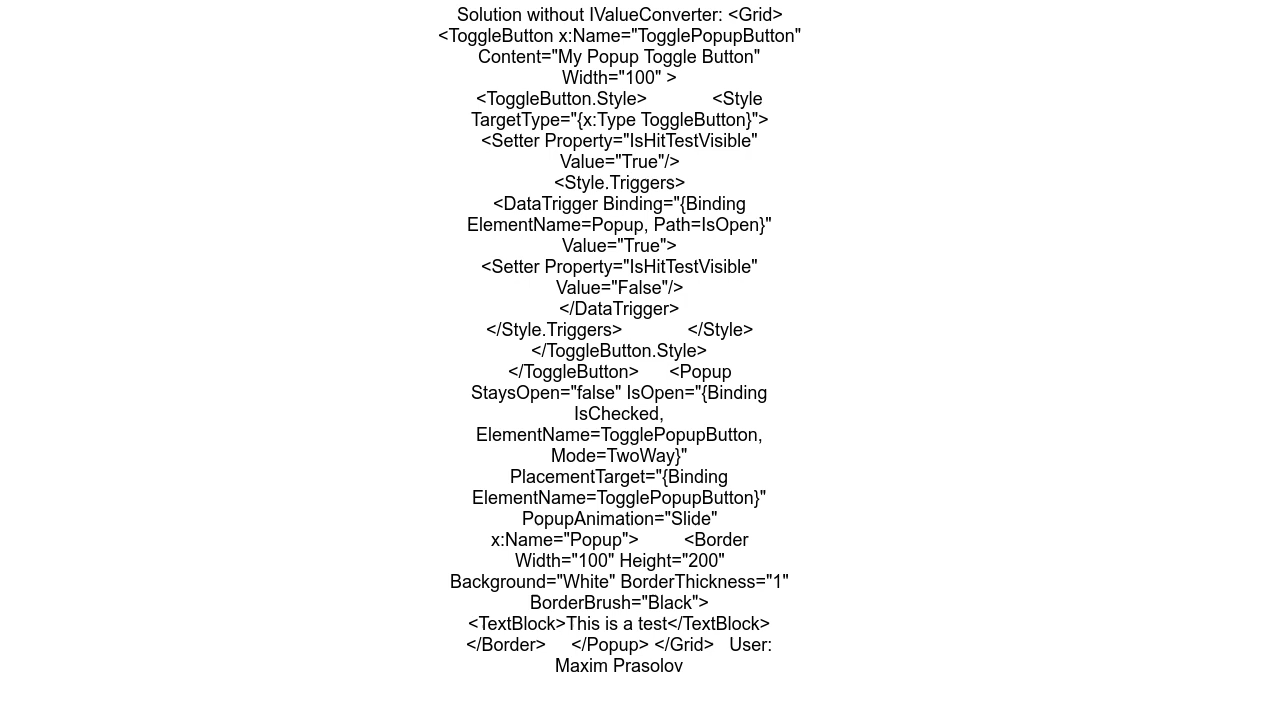 Solution without IValueConverter: <Grid>
<ToggleButton x:Name="TogglePopupButton"
Content="My Popup Toggle Button"
Width="100" >
<ToggleButton.Style> <Style
TargetType="{x:Type ToggleButton}">
<Setter Property="IsHitTestVisible"
Value="True"/>
<Style.Triggers>
<DataTrigger Binding="{Binding
ElementName=Popup, Path=IsOpen}"
Value="True">
<Setter Property="IsHitTestVisible"
Value="False"/>
</DataTrigger>
</Style.Triggers> </Style>
</ToggleButton.Style>
</ToggleButton> <Popup
StaysOpen="false" IsOpen="{Binding
IsChecked,
ElementName=TogglePopupButton,
Mode=TwoWay}"
PlacementTarget="{Binding
ElementName=TogglePopupButton}"
PopupAnimation="Slide"
x:Name="Popup"> <Border
Width="100" Height="200"
Background="White" BorderThickness="1"
BorderBrush="Black">
<TextBlock>This is a test</TextBlock>
</Border> </Popup> </Grid> User:
Maxim Prasolov